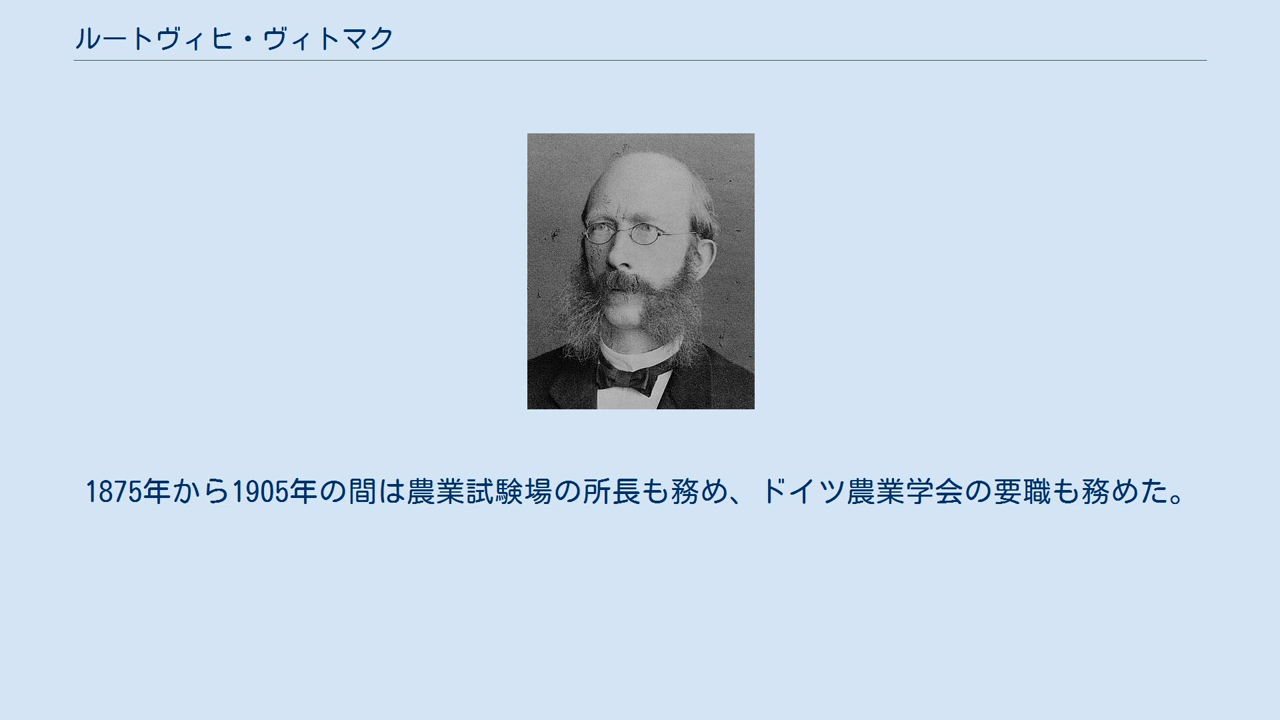 ルートヴィヒ・ヴィトマク
1875年から1905年の間は農業試験場の所長も務め、ドイツ農業学会の要職も務めた。